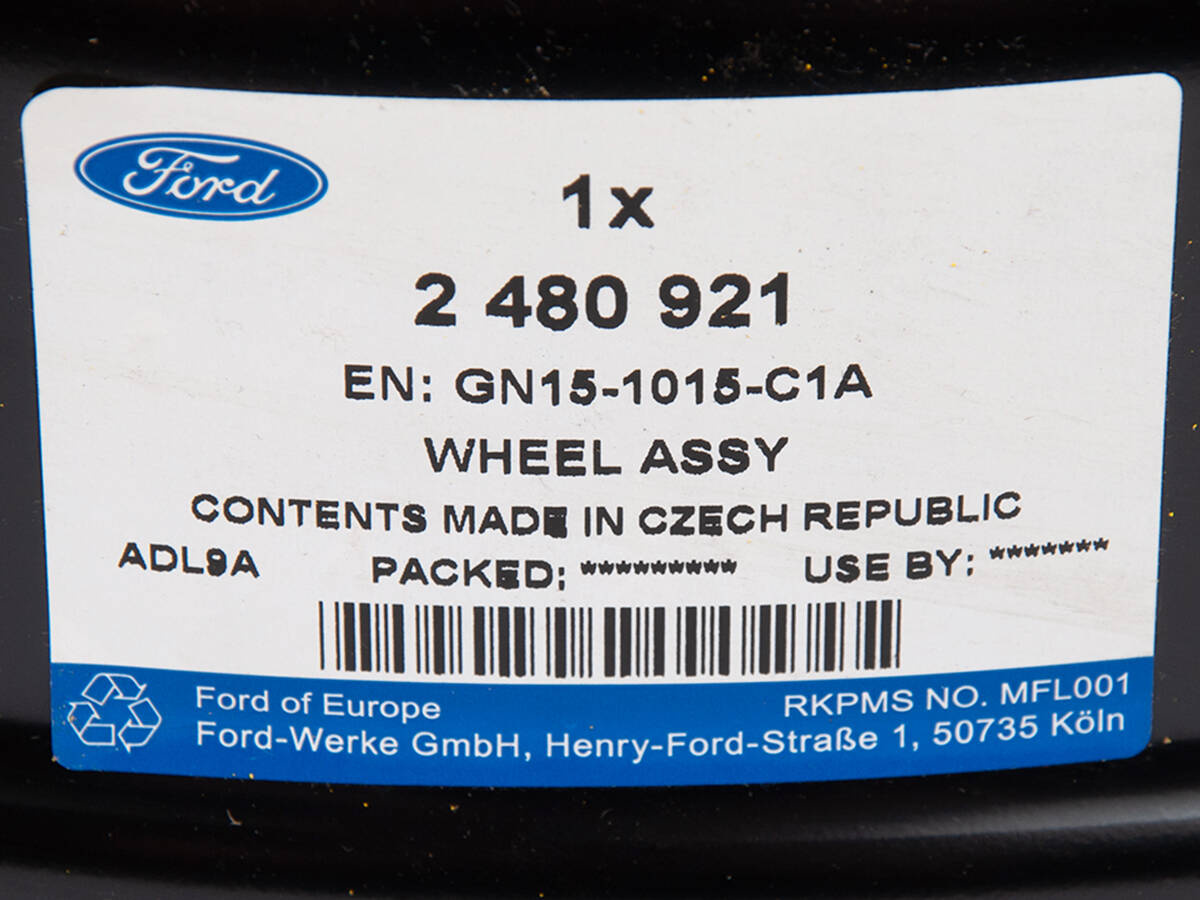 Ford
1x
2 480 921
EN: GN15-1015-C1A
WHEEL ASSY
CONTENTS MADE IN CZECH REPUBLIC
ADL9A PACKED: ********* USE BY: *******
Ford of Europe RKPMS NO. MFL001
Ford-Werke GmbH, Henry-Ford-Straße 1, 50735 Köln